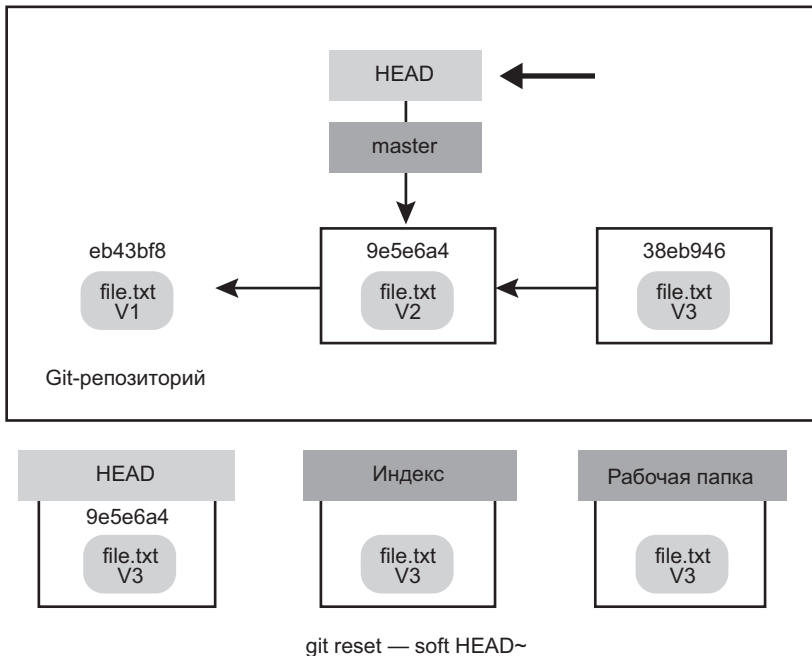 HEAD
master
eb43bf8
9e5e6a4
38eb946
file.txt
V1
file.txt
V2
file.txt
V3
Git-репозиторий
HEAD
Индекс
Рабочая папка
9e5e6a4
file.txt
V3
file.txt
V3
file.txt
V3
git reset — soft HEAD~